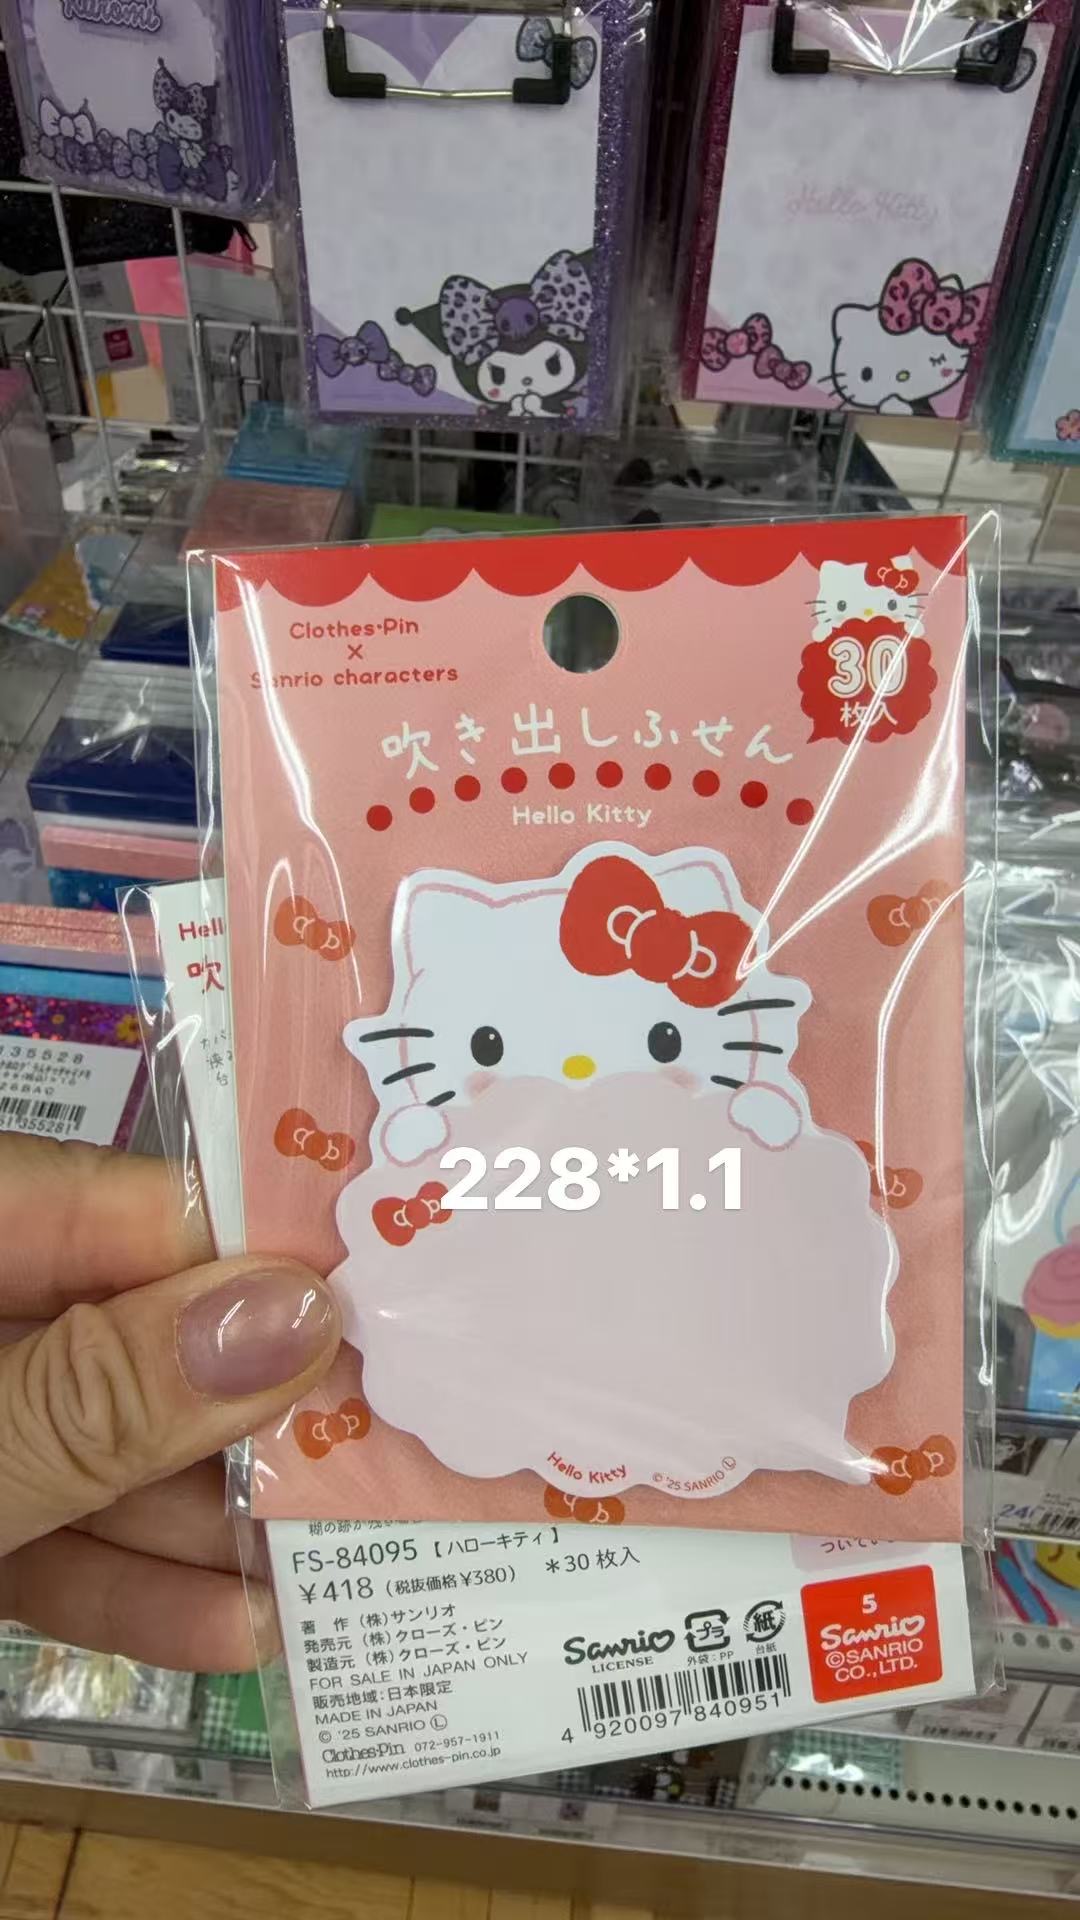 Kuromi
Hello Kitty
Clothes•Pin
×
Sanrio characters
30
枚入
吹き出しふせん
Hello Kitty
Hell
吹
228*1.1
Hello Kitty
© '25 SANRIO Ⓛ
FS-84095【ハローキティ】
¥418(税抜価格¥380) *30枚入
著 作 (株)サンリオ
発売元 (株)クローズ・ピン
製造元 (株)クローズ・ピン
FOR SALE IN JAPAN ONLY
販売地域:日本限定
MADE IN JAPAN
© '25 SANRIO Ⓛ
Clothes•Pin 072-957-1911
http://www.clothes-pin.co.jp
Sanrio
LICENSE
プラ
外袋:PP
紙
台紙
4 920097 840951
5
Sanrio
©SANRIO
CO.,LTD.